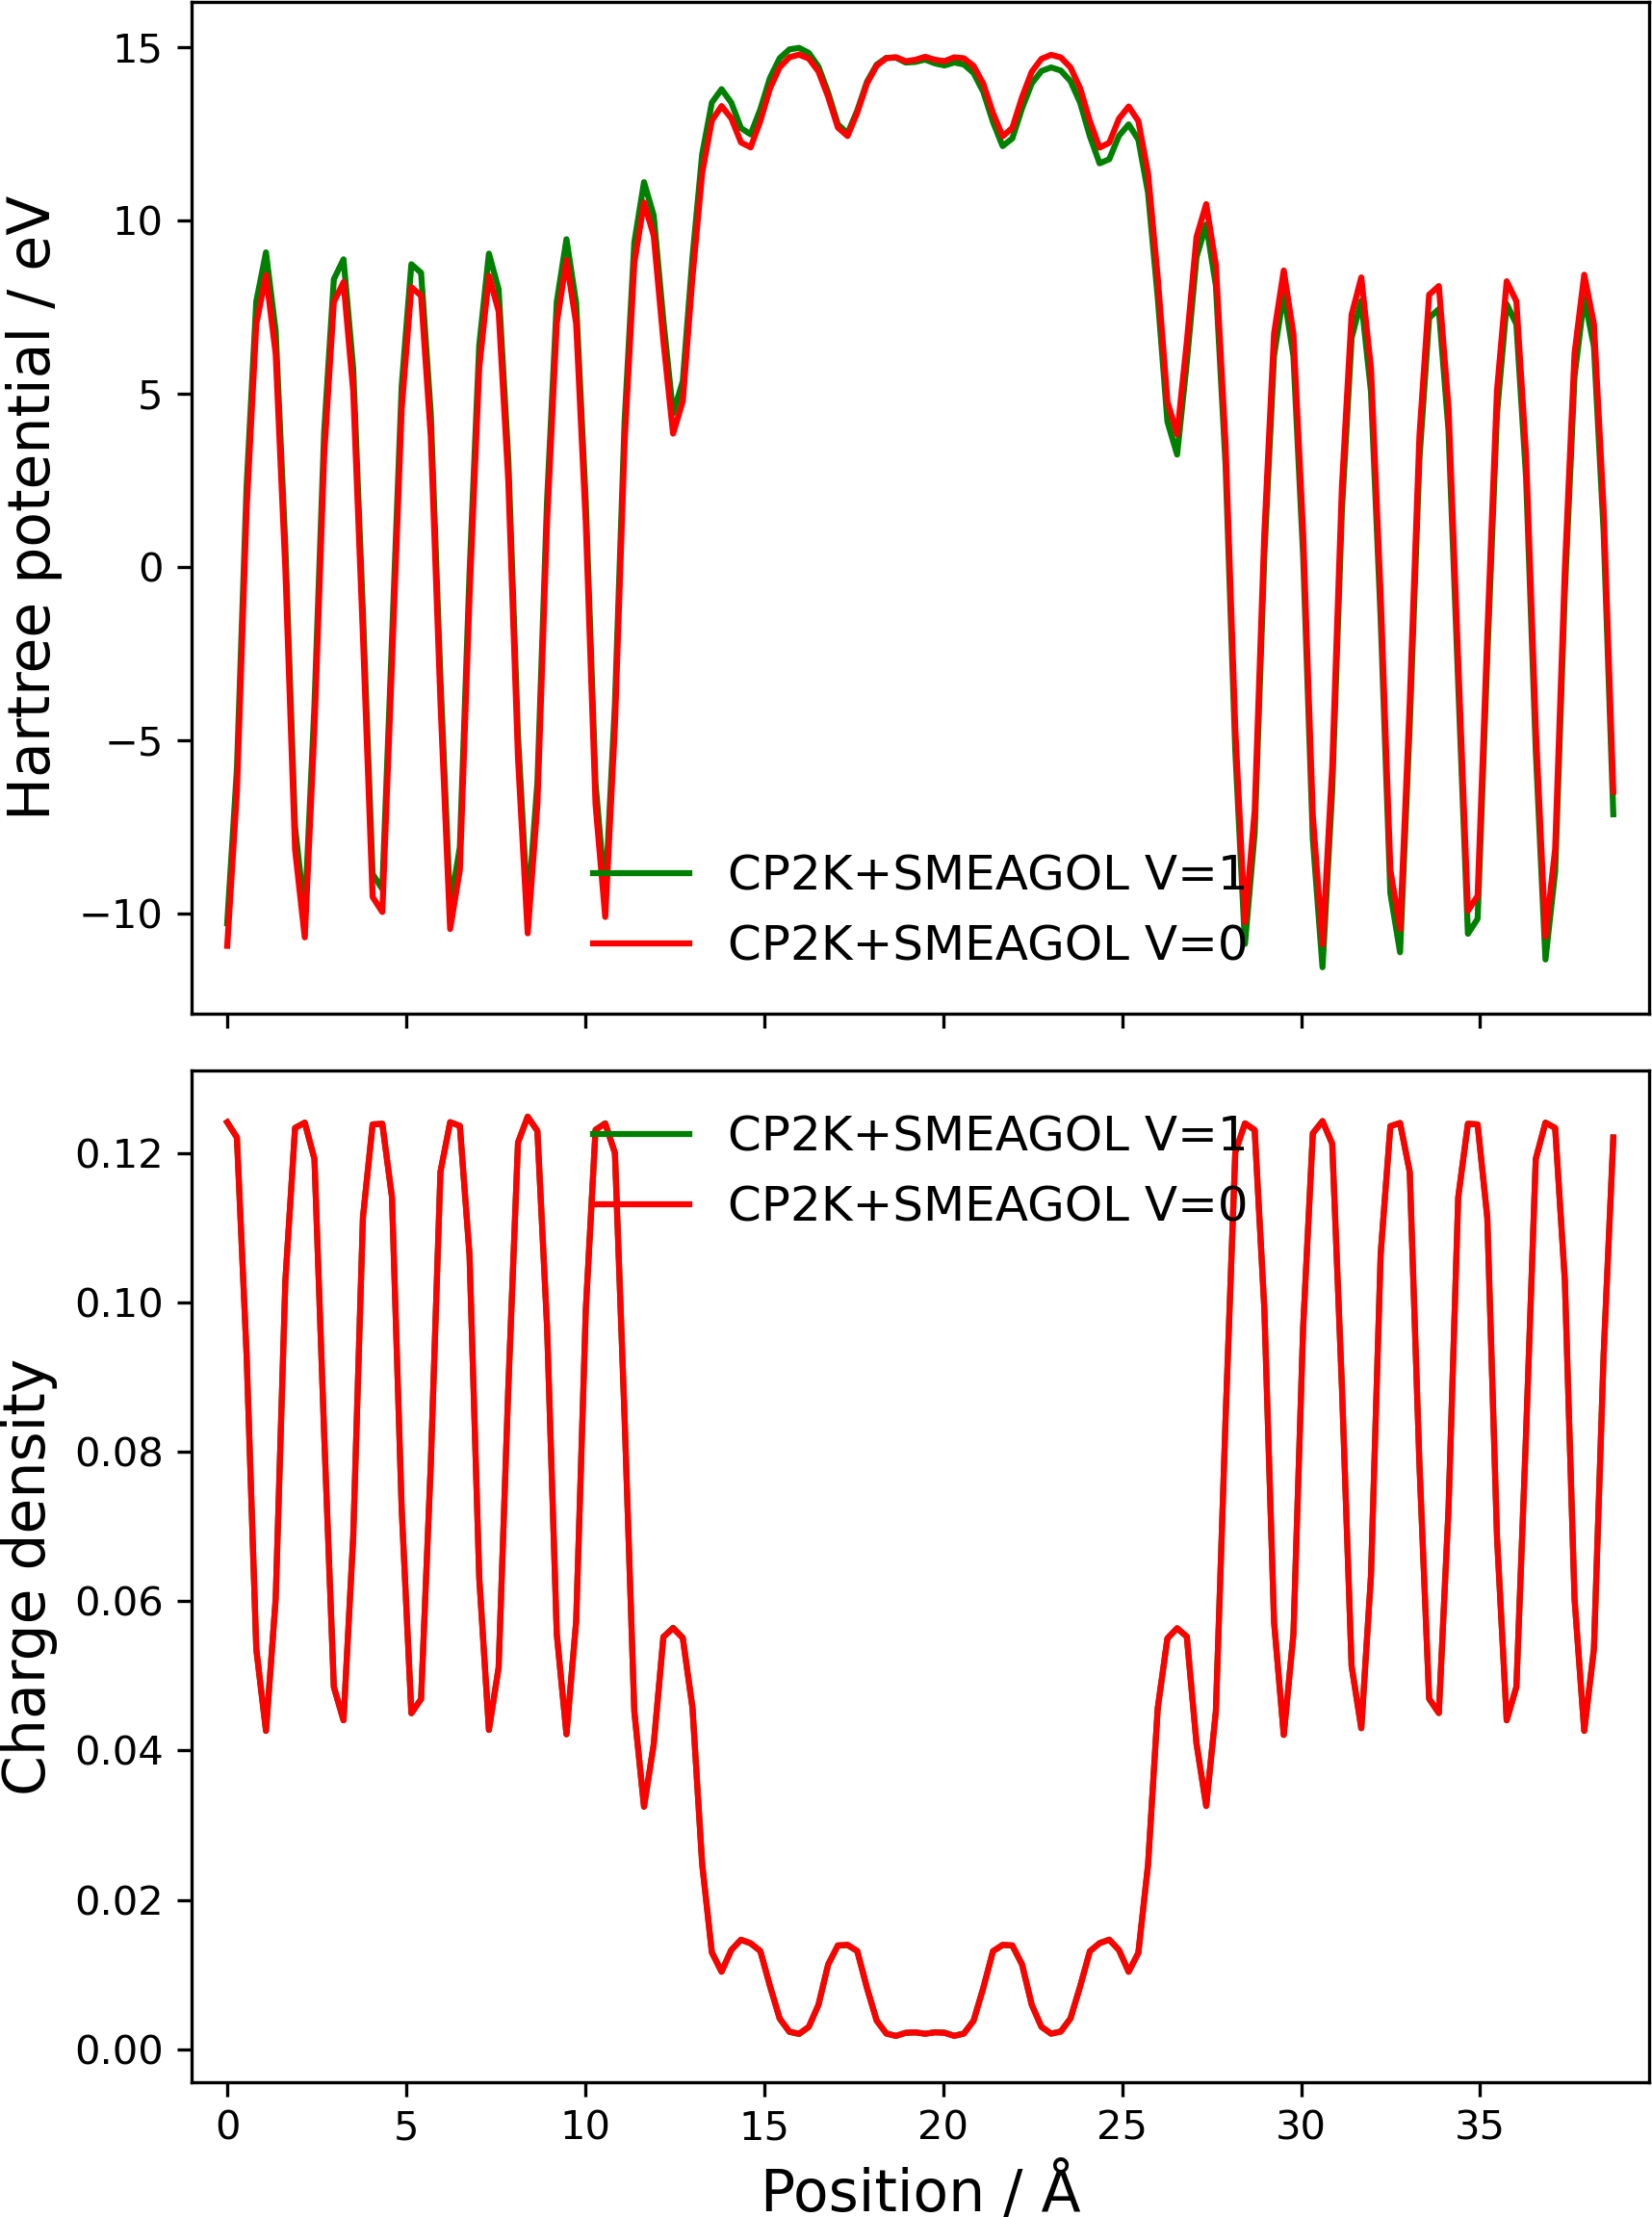 Hartree potential / eV
15
10
5
0
−5
−10
CP2K+SMEAGOL V=1
CP2K+SMEAGOL V=0
Charge density
0.12
0.10
0.08
0.06
0.04
0.02
0.00
CP2K+SMEAGOL V=1
CP2K+SMEAGOL V=0
0 5 10 15 20 25 30 35
Position / Å